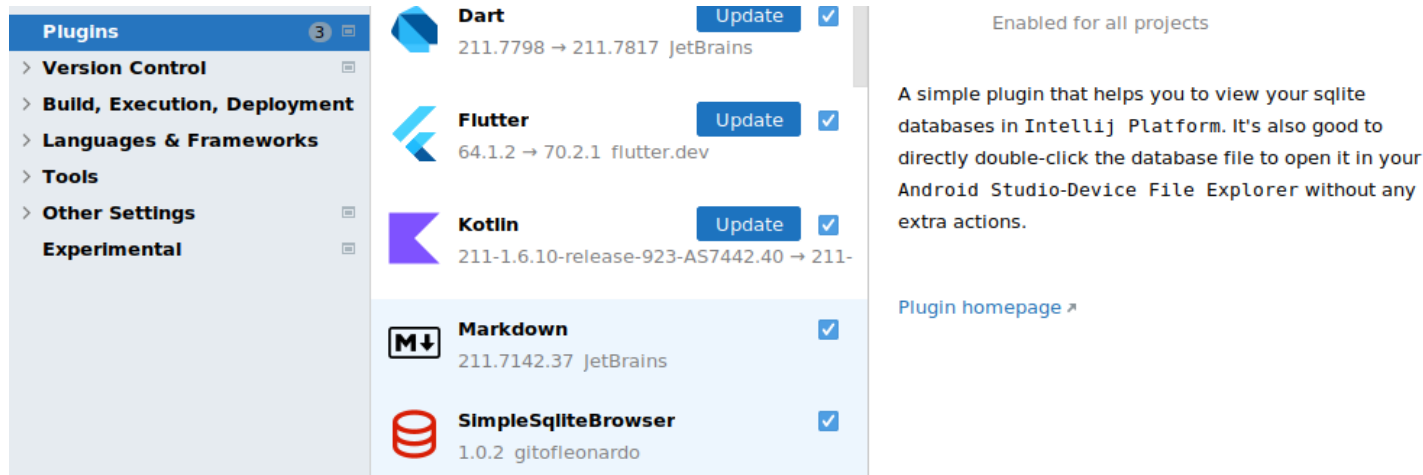 Plugins 3
Version Control
Build, Execution, Deployment
Languages & Frameworks
Tools
Other Settings
Experimental
Dart Update
211.7798 → 211.7817 JetBrains
Flutter Update
64.1.2 → 70.2.1 flutter.dev
Kotlin Update
211-1.6.10-release-923-AS7442.40 → 211-
M Markdown
211.7142.37 JetBrains
SimpleSqliteBrowser
1.0.2 gitofleonardo
Enabled for all projects
A simple plugin that helps you to view your sqlite
databases in Intellij Platform. It's also good to
directly double-click the database file to open it in your
Android Studio-Device File Explorer without any
extra actions.
Plugin homepage